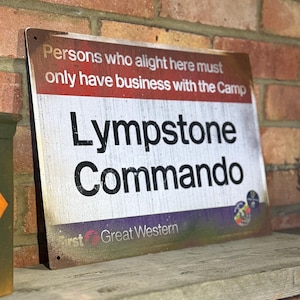 Persons who alight here must
only have business with the Camp
Lympstone
Commando
First Great Western